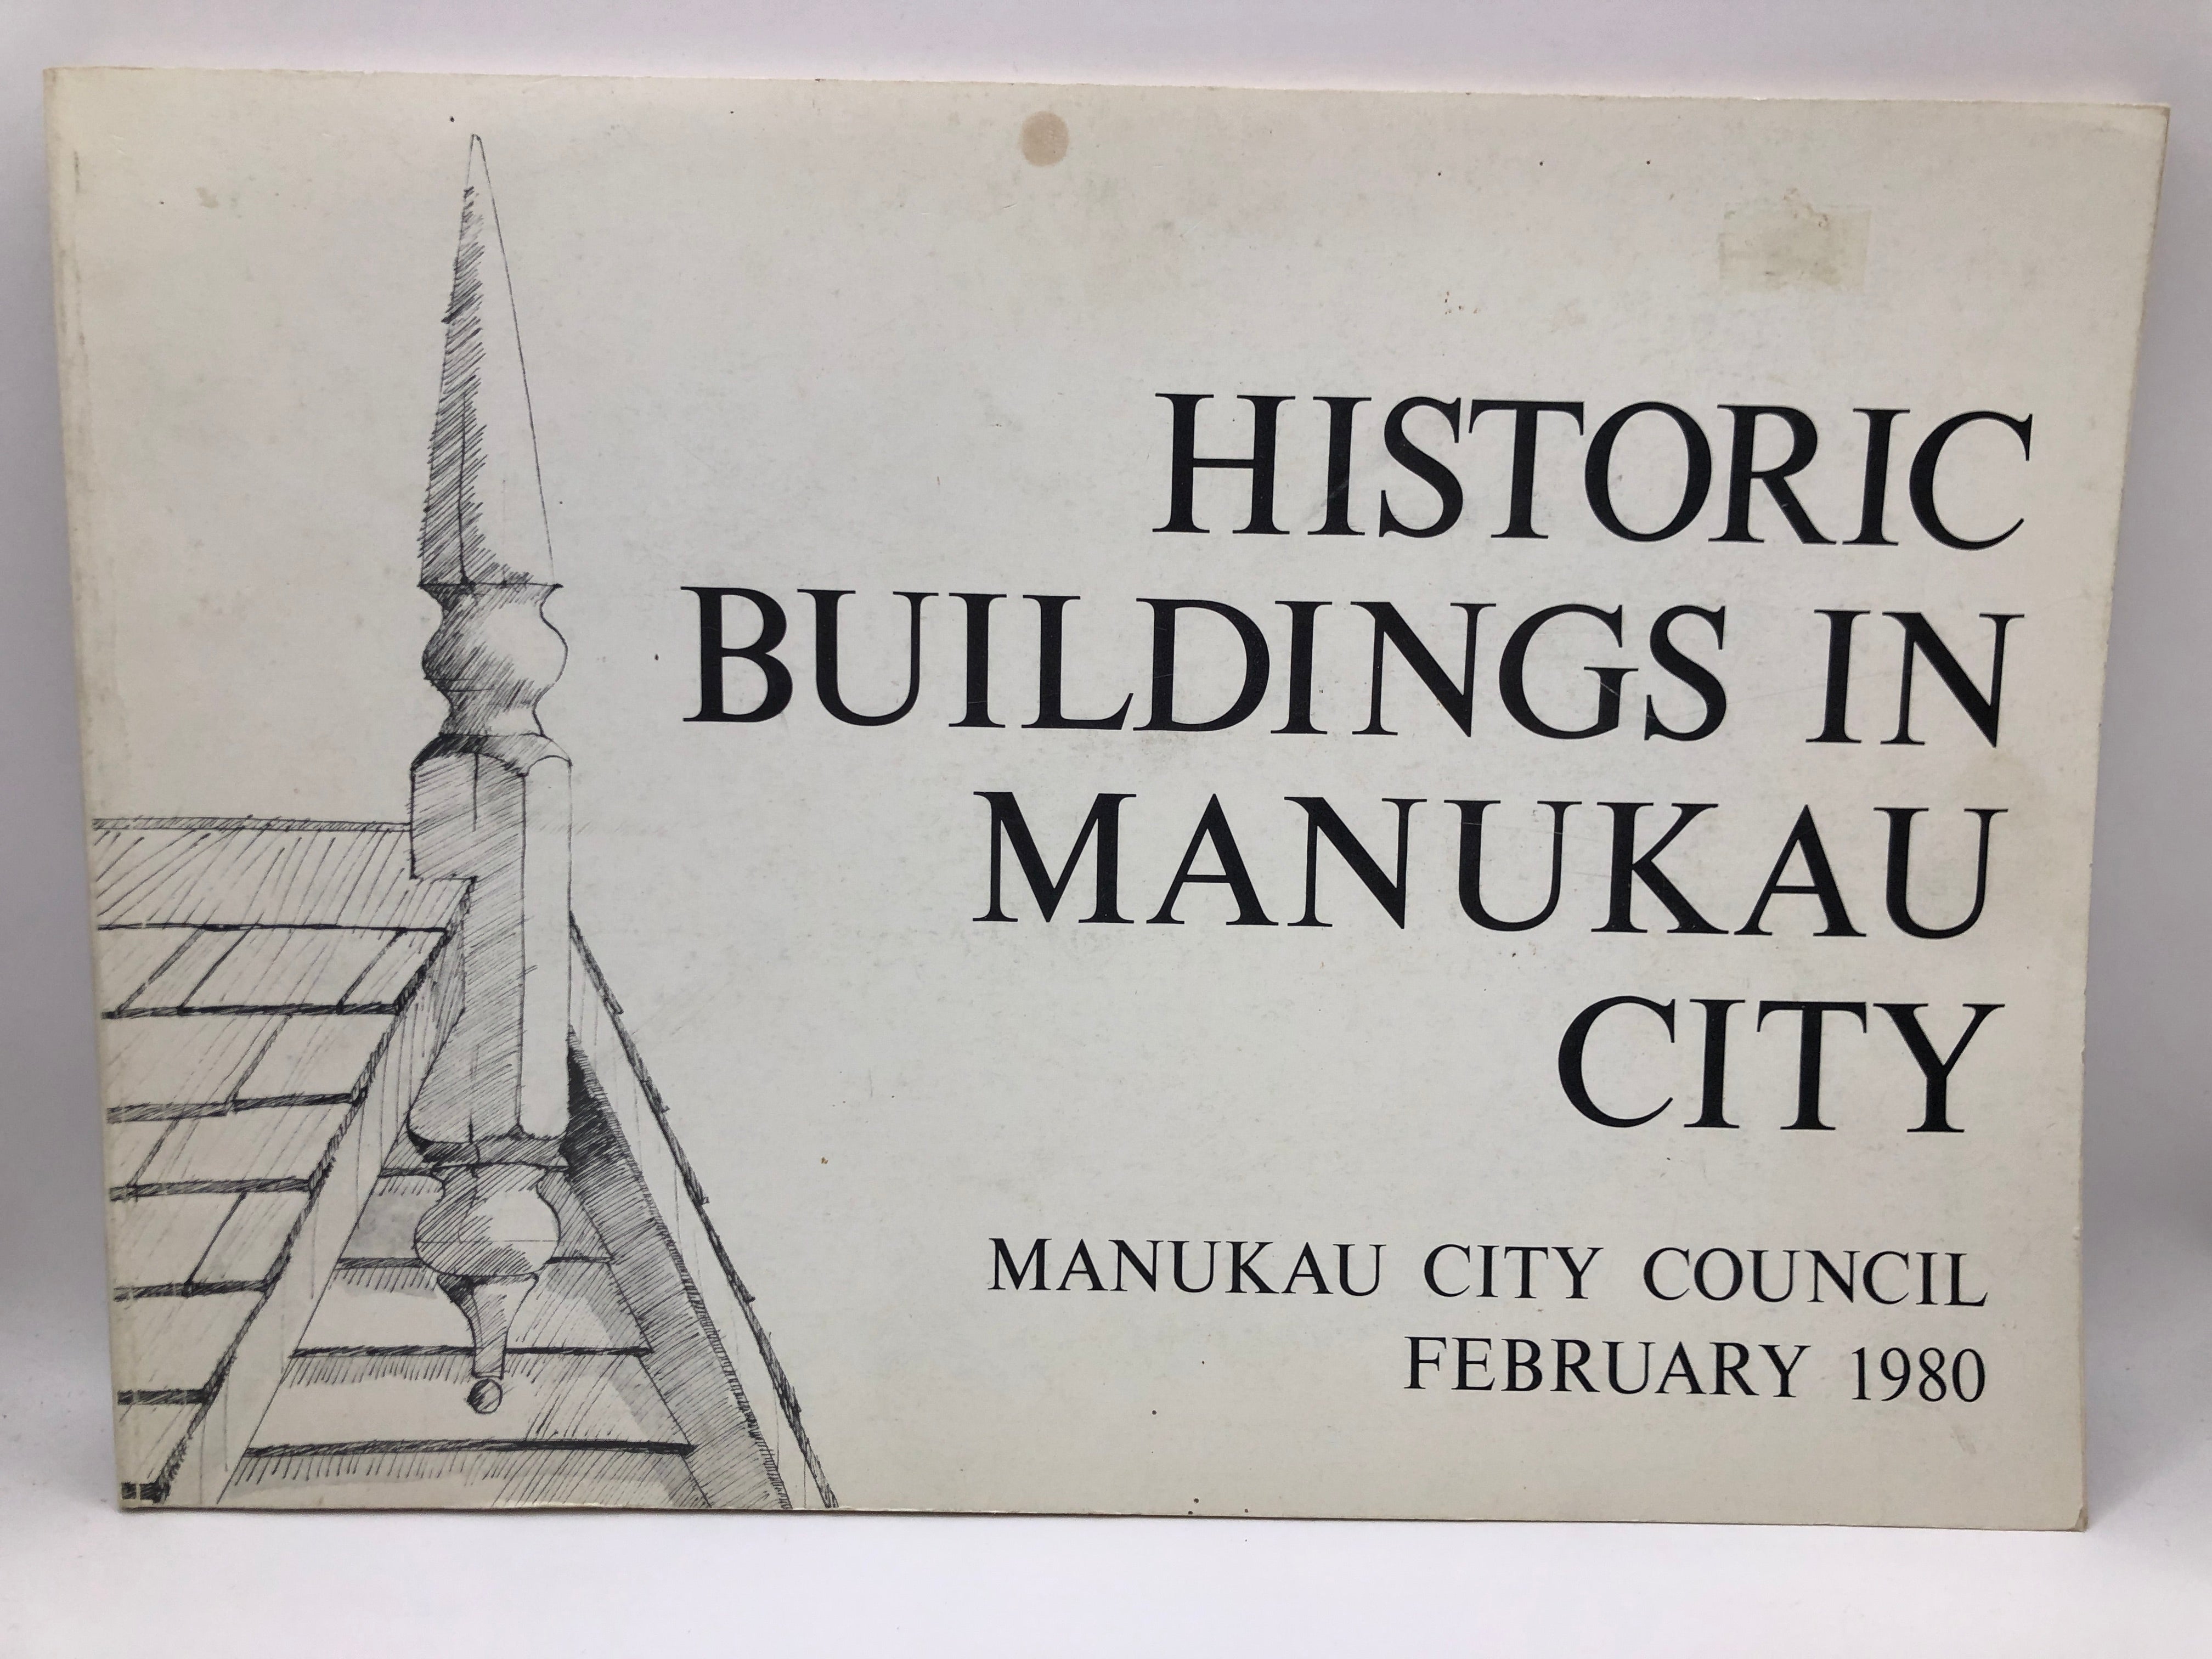 HISTORIC
BUILDINGS IN
MANUKAU
CITY
MANUKAU CITY COUNCIL
FEBRUARY 1980